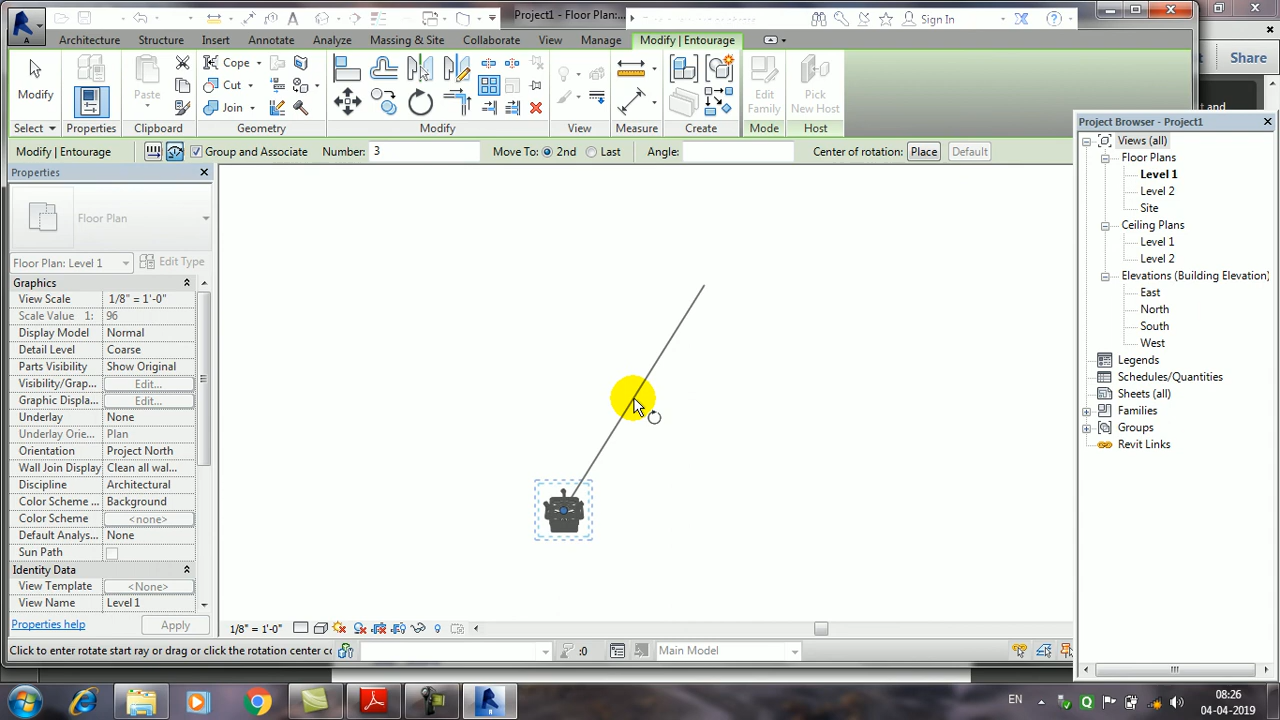 Project1 - Floor Plan:...
Sign In
Architecture Structure Insert Annotate Analyze Massing & Site Collaborate View Manage Modify | Entourage
Share
Modify
Paste
Cope
Cut
Join
Edit
Family
Pick
New Host
Select Properties Clipboard Geometry Modify View Measure Create Mode Host
Modify | Entourage Group and Associate Number: 3 Move To: 2nd Last Angle: Center of rotation: Place Default
Properties
Floor Plan
Floor Plan: Level 1 Edit Type
Graphics
View Scale 1/8" = 1'-0"
Scale Value 1: 96
Display Model Normal
Detail Level Coarse
Parts Visibility Show Original
Visibility/Grap... Edit...
Graphic Displa... Edit...
Underlay None
Underlay Orien... Plan
Orientation Project North
Wall Join Display Clean all wal...
Discipline Architectural
Color Scheme ... Background
Color Scheme <none>
Default Analys... None
Sun Path
Identity Data
View Template <None>
View Name Level 1
Properties help Apply
Project Browser - Project1
Views (all)
Floor Plans
Level 1
Level 2
Site
Ceiling Plans
Level 1
Level 2
Elevations (Building Elevation)
East
North
South
West
Legends
Schedules/Quantities
Sheets (all)
Families
Groups
Revit Links
1/8" = 1'-0"
Click to enter rotate start ray or drag or click the rotation center co :0 Main Model
EN
08:26
04-04-2019